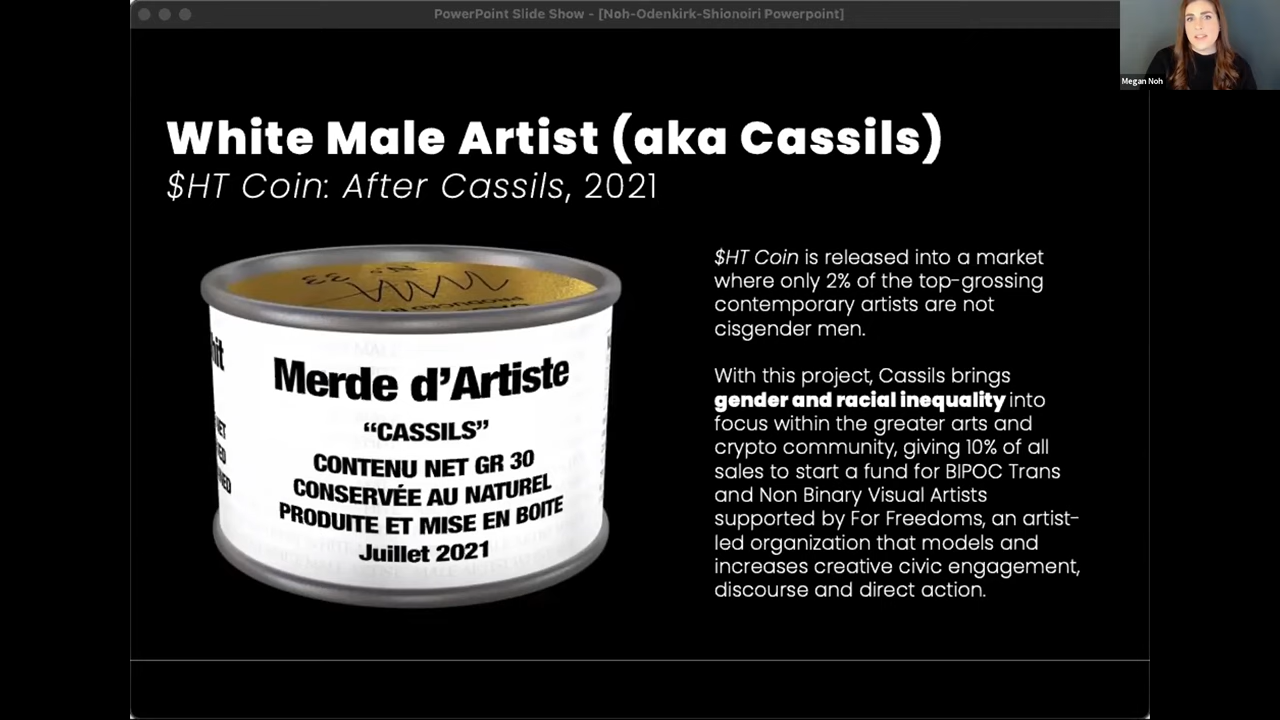 PowerPoint Slide Show - [Noh-Odenkirk-Shionoiri Powerpoint]
Megan Noh
White Male Artist (aka Cassils)
$HT Coin: After Cassils, 2021
Merde d'Artiste
“CASSILS”
CONTENU NET GR 30
CONSERVÉE AU NATUREL
PRODUITE ET MISE EN BOITE
Juillet 2021
$HT Coin is released into a market
where only 2% of the top-grossing
contemporary artists are not
cisgender men.
With this project, Cassils brings
gender and racial inequality into
focus within the greater arts and
crypto community, giving 10% of all
sales to start a fund for BIPOC Trans
and Non Binary Visual Artists
supported by For Freedoms, an artist-
led organization that models and
increases creative civic engagement,
discourse and direct action.